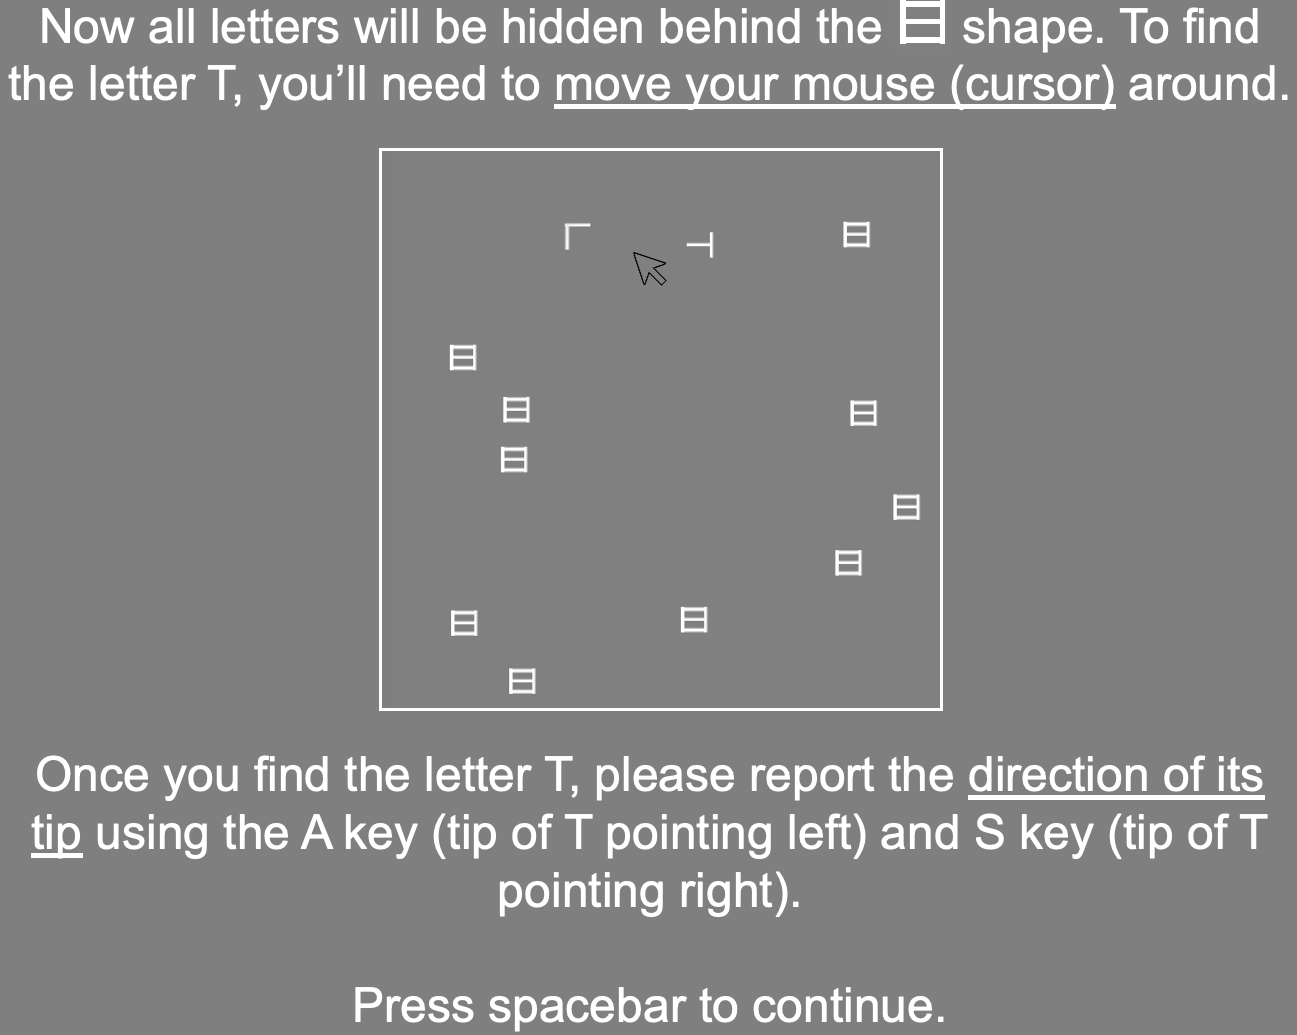 Now all letters will be hidden behind the 日 shape. To find
the letter T, you’ll need to move your mouse (cursor) around.
Once you find the letter T, please report the direction of its
tip using the A key (tip of T pointing left) and S key (tip of T
pointing right).
Press spacebar to continue.